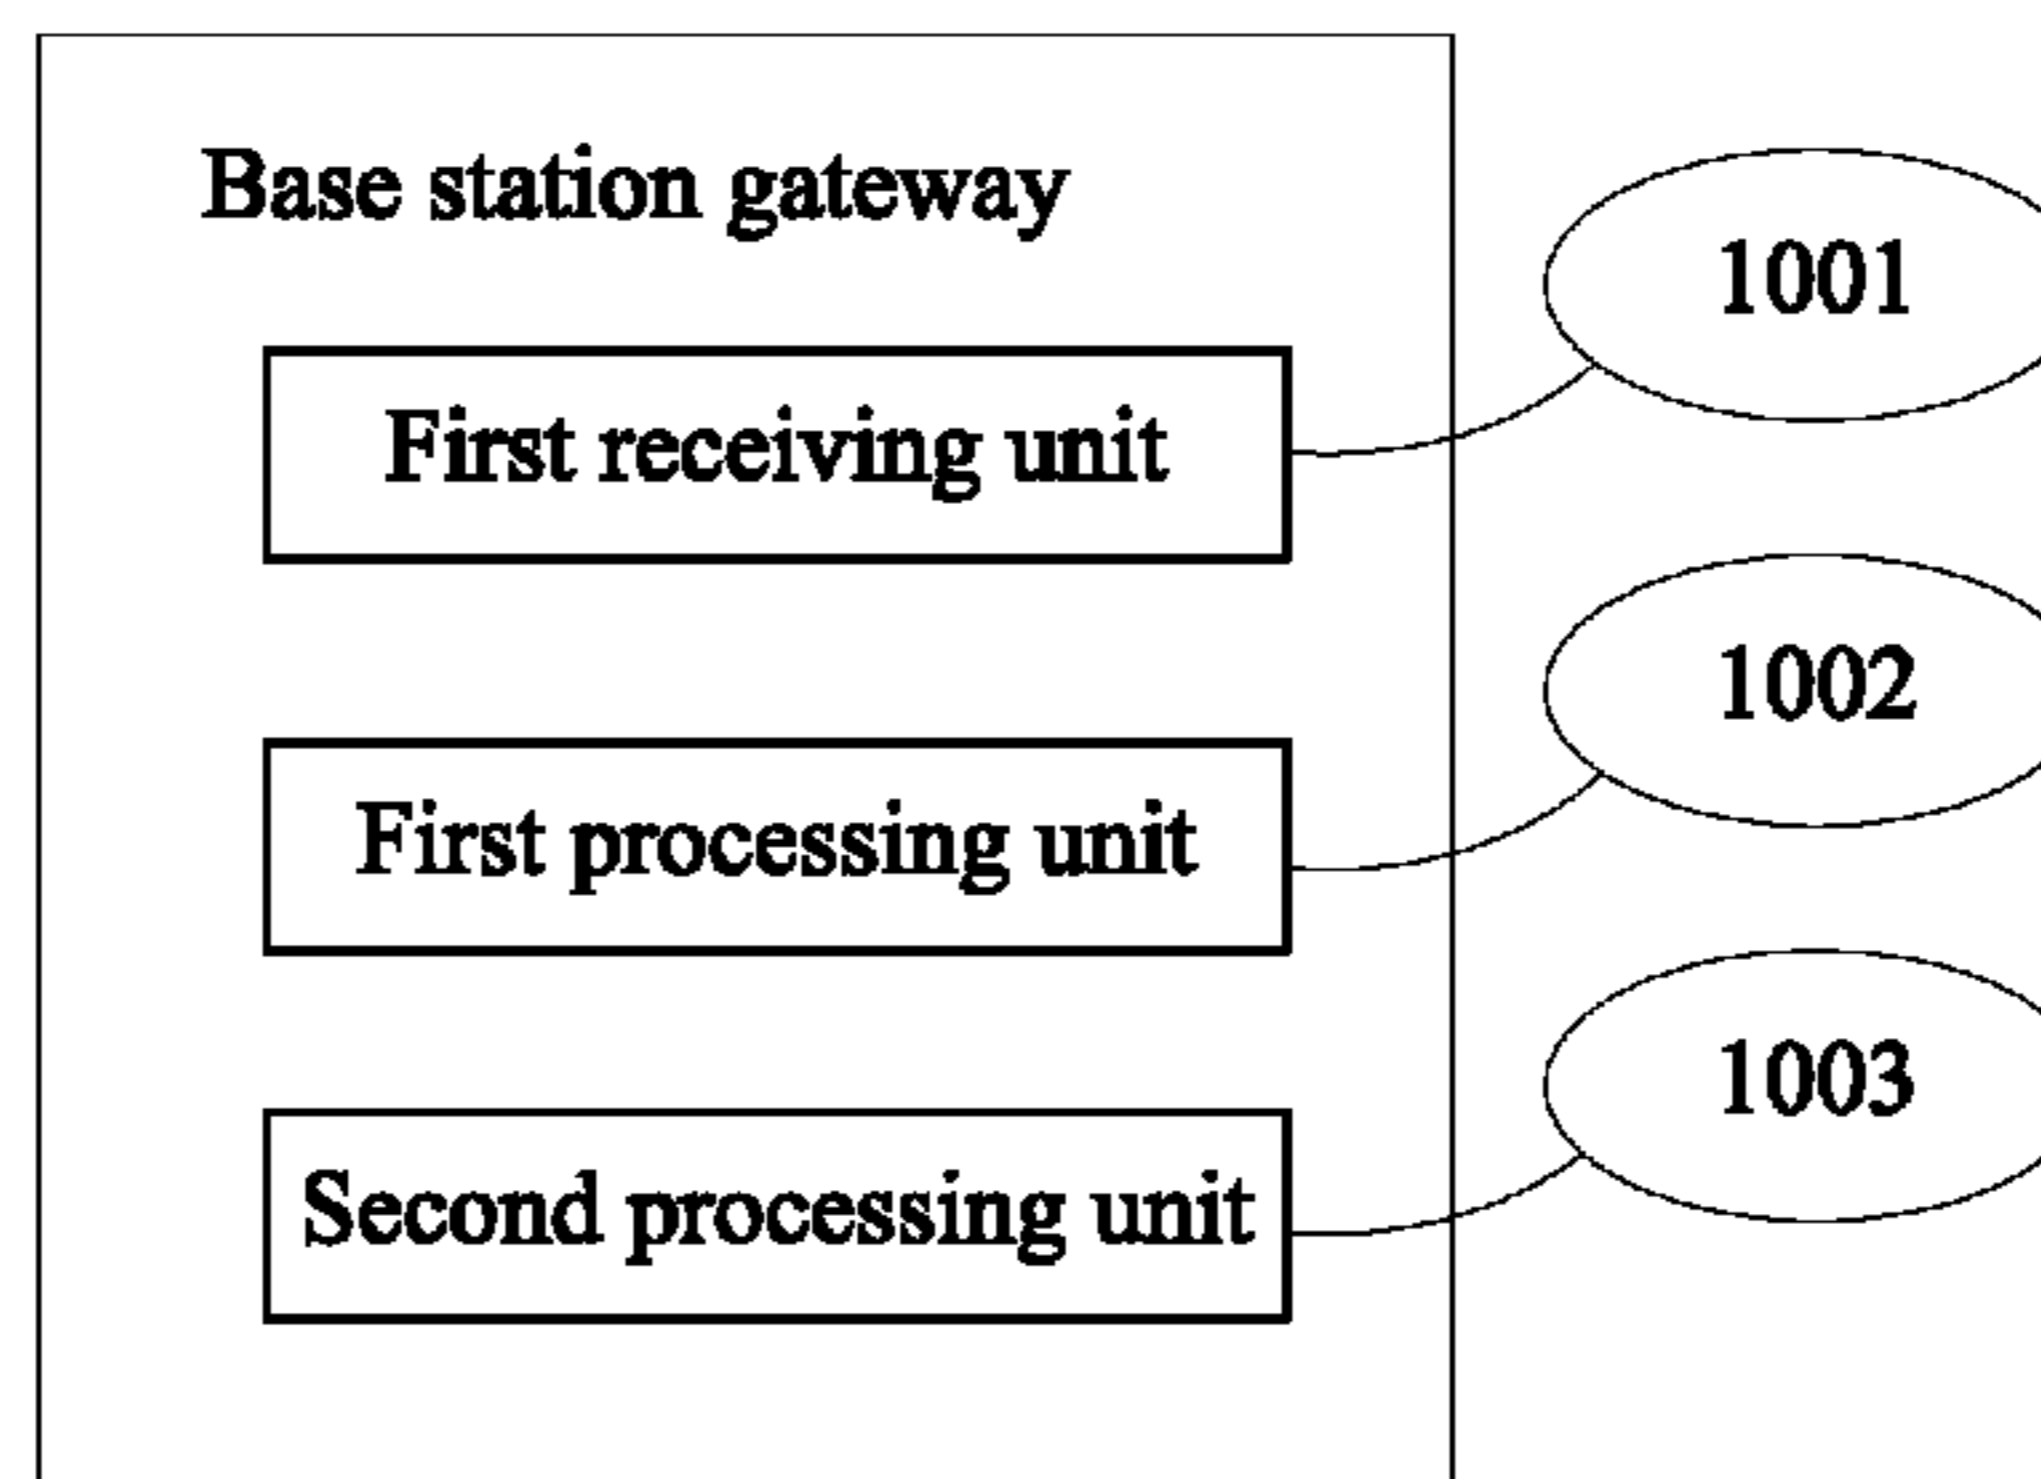 Base station gateway
1001
First receiving unit
1002
First processing unit
1003
Second processing unit